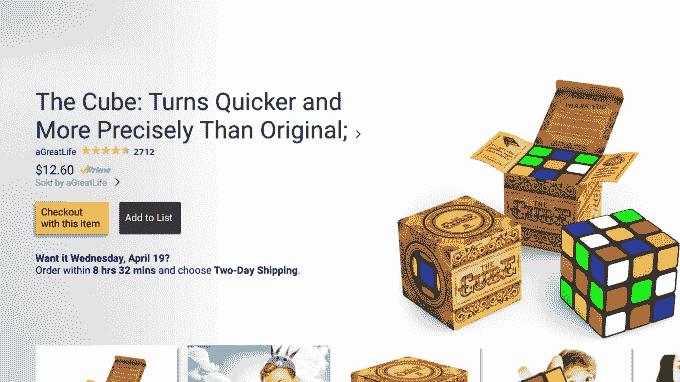 The Cube: Turns Quicker and
More Precisely Than Original;
aGreatLife 2712
$12.60 Prime
Sold by aGreatLife
Checkout
with this item
Add to List
Want it Wednesday, April 19?
Order within 8 hrs 32 mins and choose Two-Day Shipping.
THANK YOU
THE
CUBE
THE
CUBE